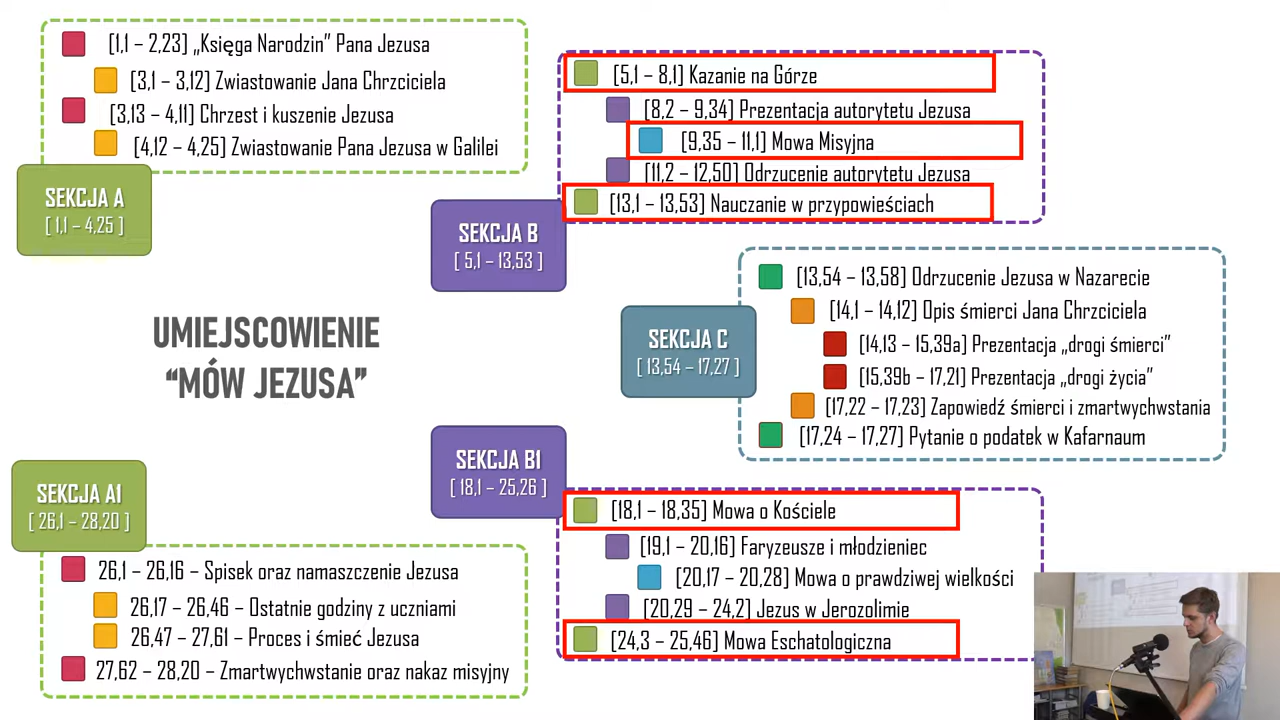 [1,1 – 2,23] „Księga Narodzin” Pana Jezusa
[3,1 – 3,12] Zwiastowanie Jana Chrzciciela
[3,13 – 4,11] Chrzest i kuszenie Jezusa
[4,12 – 4,25] Zwiastowanie Pana Jezusa w Galilei
SEKCJA A
[ 1,1 – 4,25 ]
[5,1 – 8,1] Kazanie na Górze
[8,2 – 9,34] Prezentacja autorytetu Jezusa
[9,35 – 11,1] Mowa Misyjna
[11,2 – 12,50] Odrzucenie autorytetu Jezusa
[13,1 – 13,53] Nauczanie w przypowieściach
SEKCJA B
[ 5,1 – 13,53 ]
UMIEJSCOWIENIE
“MÓW JEZUSA”
SEKCJA C
[ 13,54 – 17,27 ]
[13,54 – 13,58] Odrzucenie Jezusa w Nazarecie
[14,1 – 14,12] Opis śmierci Jana Chrzciciela
[14,13 – 15,39a] Prezentacja „drogi śmierci”
[15,39b – 17,21] Prezentacja „drogi życia”
[17,22 – 17,23] Zapowiedź śmierci i zmartwychwstania
[17,24 – 17,27] Pytanie o podatek w Kafarnaum
SEKCJA B1
[ 18,1 – 25,26 ]
[18,1 – 18,35] Mowa o Kościele
[19,1 – 20,16] Faryzeusze i młodzieniec
[20,17 – 20,28] Mowa o prawdziwej wielkości
[20,29 – 24,2] Jezus w Jerozolimie
[24,3 – 25,46] Mowa Eschatologiczna
SEKCJA A1
[ 26,1 – 28,20 ]
26,1 – 26,16 – Spisek oraz namaszczenie Jezusa
26,17 – 26,46 – Ostatnie godziny z uczniami
26,47 – 27,61 – Proces i śmieć Jezusa
27,62 – 28,20 – Zmartwychwstanie oraz nakaz misyjny